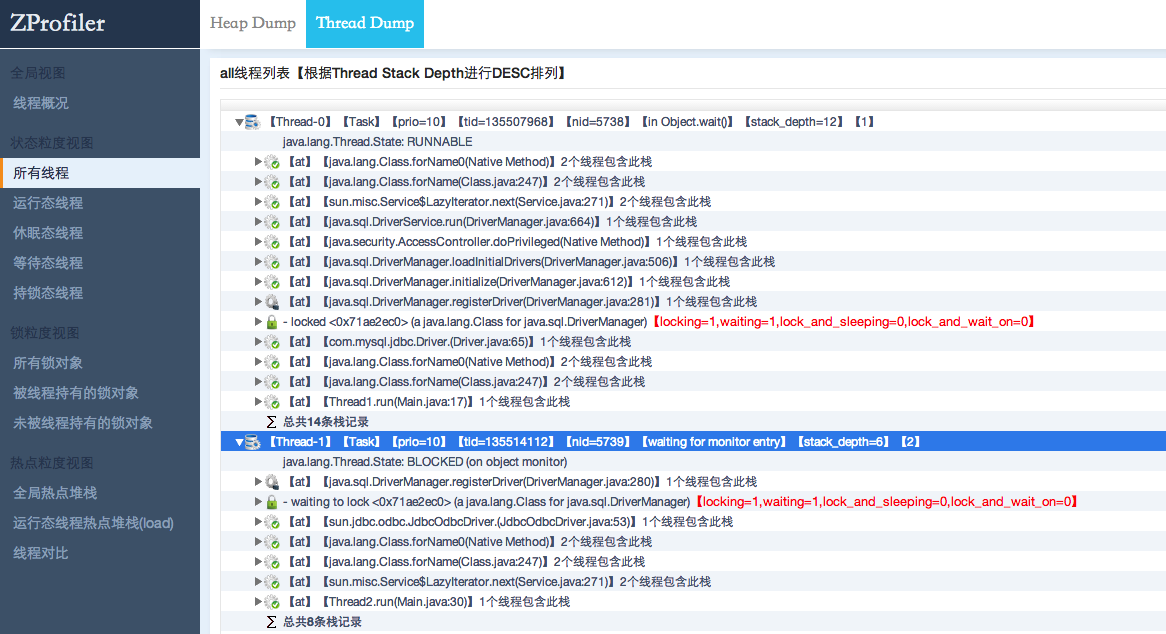 ZProfiler
Heap Dump
Thread Dump
全局视图
线程概况
状态粒度视图
所有线程
运行态线程
休眠态线程
等待态线程
持锁态线程
锁粒度视图
所有锁对象
被线程持有的锁对象
未被线程持有的锁对象
热点粒度视图
全局热点堆栈
运行态线程热点堆栈(load)
线程对比
all线程列表【根据Thread Stack Depth进行DESC排列】
【Thread-0】【Task】【prio=10】【tid=135507968】【nid=5738】【in Object.wait()】【stack_depth=12】【1】
java.lang.Thread.State: RUNNABLE
【at】【java.lang.Class.forName0(Native Method)】2个线程包含此栈
【at】【java.lang.Class.forName(Class.java:247)】2个线程包含此栈
【at】【sun.misc.Service$LazyIterator.next(Service.java:271)】2个线程包含此栈
【at】【java.sql.DriverService.run(DriverManager.java:664)】1个线程包含此栈
【at】【java.security.AccessController.doPrivileged(Native Method)】1个线程包含此栈
【at】【java.sql.DriverManager.loadInitialDrivers(DriverManager.java:506)】1个线程包含此栈
【at】【java.sql.DriverManager.initialize(DriverManager.java:612)】1个线程包含此栈
【at】【java.sql.DriverManager.registerDriver(DriverManager.java:281)】1个线程包含此栈
- locked <0x71ae2ec0> (a java.lang.Class for java.sql.DriverManager)【locking=1,waiting=1,lock_and_sleeping=0,lock_and_wait_on=0】
【at】【com.mysql.jdbc.Driver.(Driver.java:65)】1个线程包含此栈
【at】【java.lang.Class.forName0(Native Method)】2个线程包含此栈
【at】【java.lang.Class.forName(Class.java:247)】2个线程包含此栈
【at】【Thread1.run(Main.java:17)】1个线程包含此栈
Σ 总共14条栈记录
【Thread-1】【Task】【prio=10】【tid=135514112】【nid=5739】【waiting for monitor entry】【stack_depth=6】【2】
java.lang.Thread.State: BLOCKED (on object monitor)
【at】【java.sql.DriverManager.registerDriver(DriverManager.java:280)】1个线程包含此栈
- waiting to lock <0x71ae2ec0> (a java.lang.Class for java.sql.DriverManager)【locking=1,waiting=1,lock_and_sleeping=0,lock_and_wait_on=0】
【at】【sun.jdbc.odbc.JdbcOdbcDriver.(JdbcOdbcDriver.java:53)】1个线程包含此栈
【at】【java.lang.Class.forName0(Native Method)】2个线程包含此栈
【at】【java.lang.Class.forName(Class.java:247)】2个线程包含此栈
【at】【sun.misc.Service$LazyIterator.next(Service.java:271)】2个线程包含此栈
【at】【Thread2.run(Main.java:30)】1个线程包含此栈
Σ 总共8条栈记录